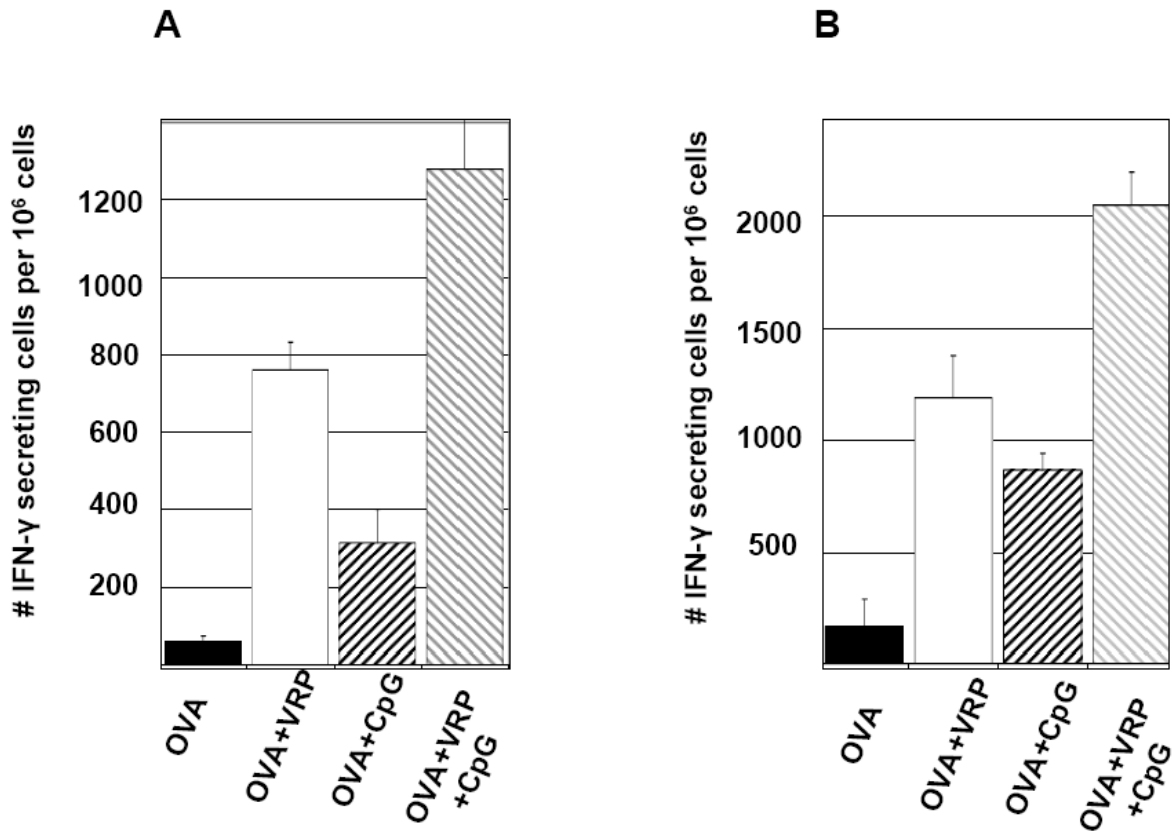 A
# IFN-γ secreting cells per 10⁶ cells
1200
1000
800
600
400
200
OVA
OVA+VRP
OVA+CpG
OVA+VRP
+CpG
B
# IFN-γ secreting cells per 10⁶ cells
2000
1500
1000
500
OVA
OVA+VRP
OVA+CpG
OVA+VRP
+CpG